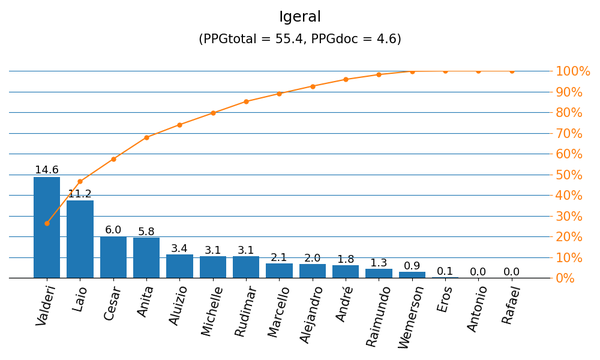 Igeral
(PPGtotal = 55.4, PPGdoc = 4.6)
100%
90%
80%
70%
60%
50%
40%
30%
20%
10%
0%
14.6
11.2
6.0
5.8
3.4
3.1
3.1
2.1
2.0
1.8
1.3
0.9
0.1
0.0
0.0
Valderi
Laio
Cesar
Anita
Aluizio
Michelle
Rudimar
Marcello
Alejandro
André
Raimundo
Wemerson
Eros
Antonio
Rafael